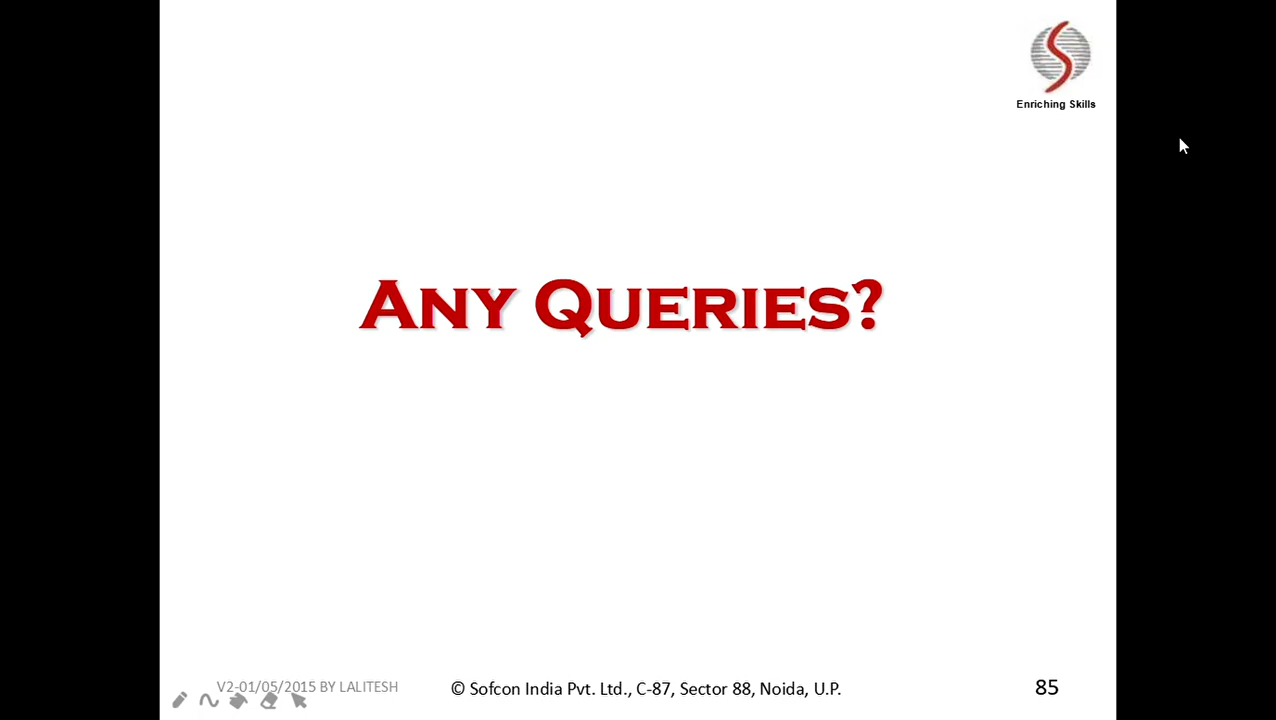 Enriching Skills
ANY QUERIES?
V2-01/05/2015 BY LALITESH
© Sofcon India Pvt. Ltd., C-87, Sector 88, Noida, U.P.
85